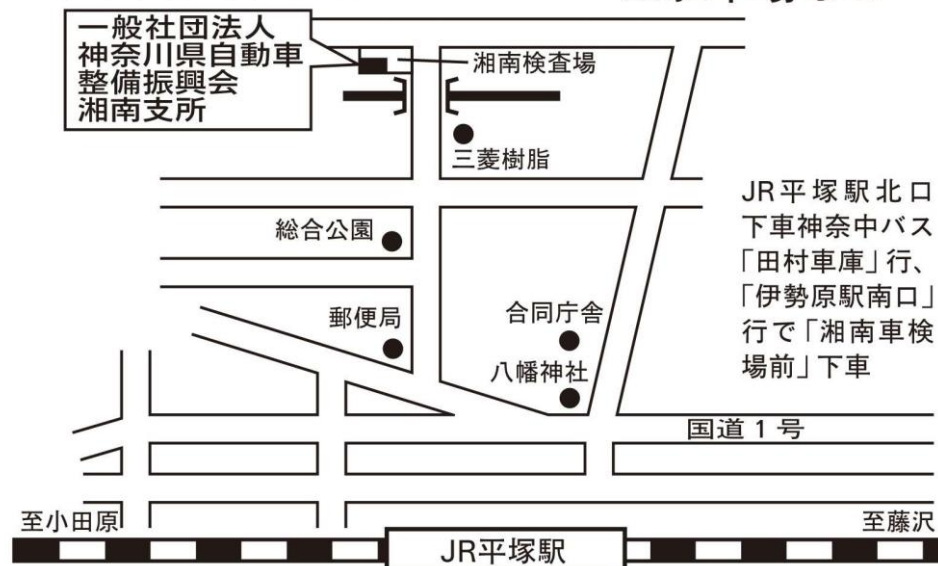 一般社団法人
神奈川県自動車
整備振興会
湘南支所
湘南検査場
三菱樹脂
総合公園
郵便局
合同庁舎
八幡神社
JR平塚駅北口
下車神奈中バス
「田村車庫」行、
「伊勢原駅南口」
行で「湘南車検
場前」下車
国道1号
至小田原
至藤沢
JR平塚駅